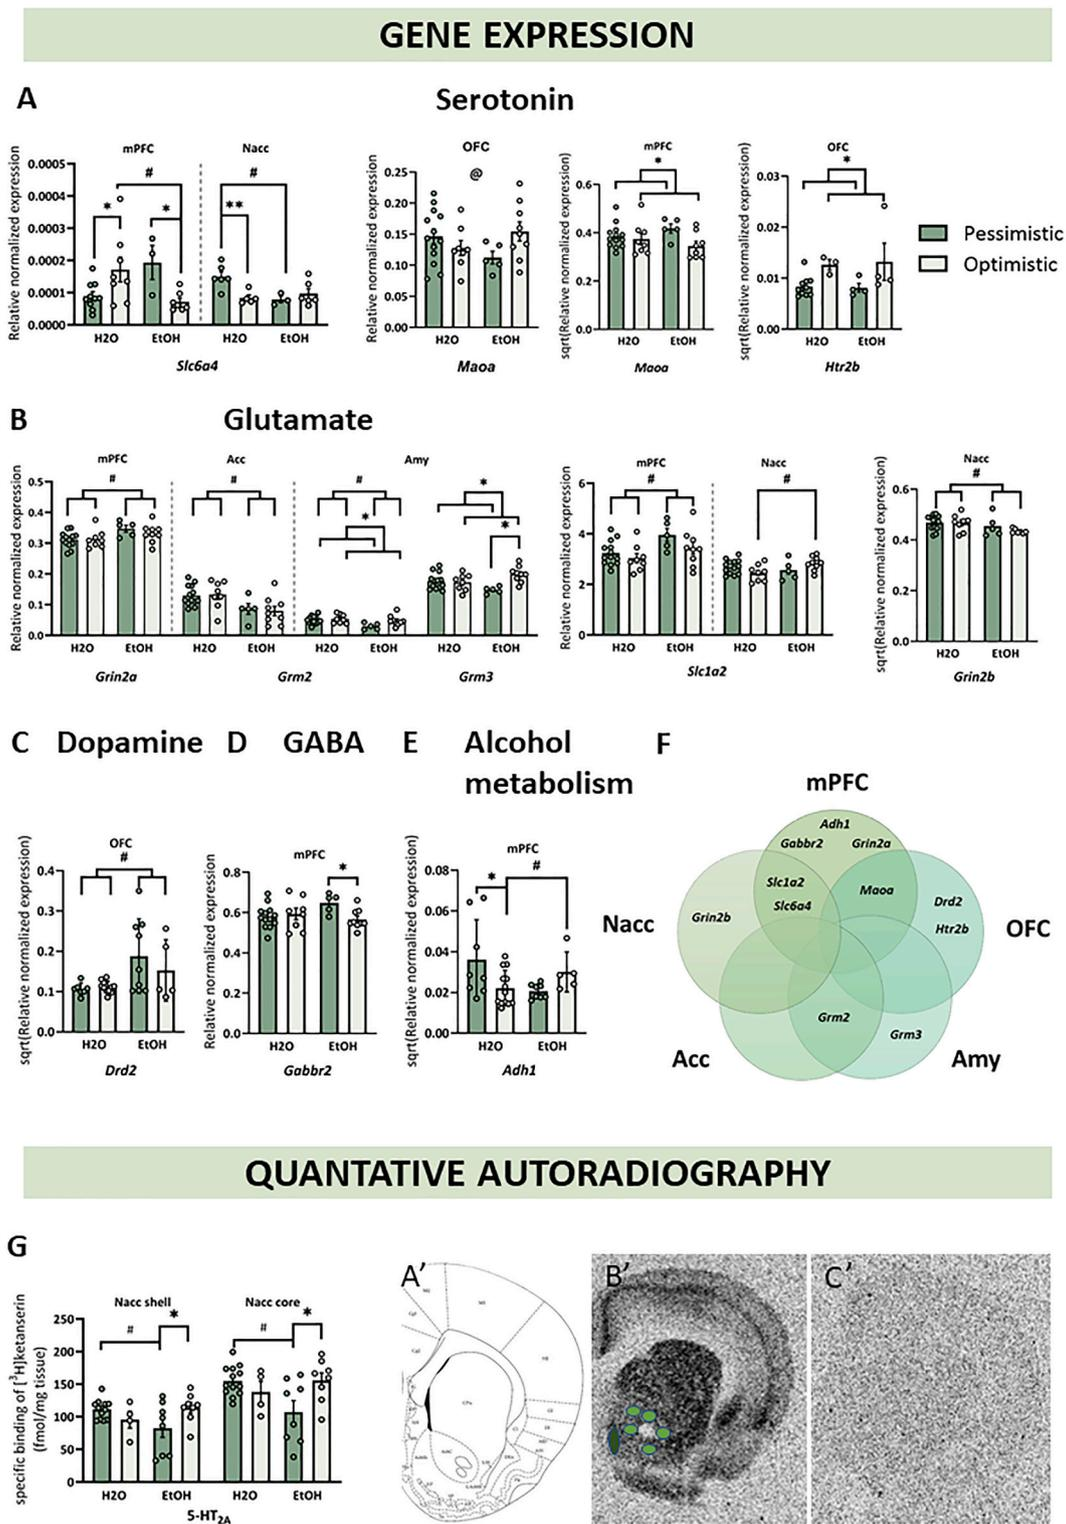 GENE EXPRESSION
A
Serotonin
Relative normalized expression
0.0005
0.0004
0.0003
0.0002
0.0001
0.0000
mPFC
Nacc
#
#
*
*
**
H2O
EtOH
H2O
EtOH
Slc6a4
Relative normalized expression
0.25
0.20
0.15
0.10
0.05
0.00
OFC
@
H2O
EtOH
Maoa
sqrt(Relative normalized expression)
0.6
0.4
0.2
0.0
mPFC
*
H2O
EtOH
Maoa
sqrt(Relative normalized expression)
0.03
0.02
0.01
0.00
OFC
*
H2O
EtOH
Htr2b
Pessimistic
Optimistic
B
Glutamate
Relative normalized expression
0.5
0.4
0.3
0.2
0.1
0.0
mPFC
Acc
Amy
#
#
#
*
*
*
H2O
EtOH
H2O
EtOH
H2O
EtOH
H2O
EtOH
Grin2a
Grm2
Grm3
Relative normalized expression
6
4
2
0
mPFC
Nacc
#
#
H2O
EtOH
H2O
EtOH
Slc1a2
sqrt(Relative normalized expression)
0.6
0.4
0.2
0.0
Nacc
#
H2O
EtOH
Grin2b
C Dopamine
sqrt(Relative normalized expression)
0.4
0.3
0.2
0.1
0.0
OFC
#
H2O
EtOH
Drd2
D GABA
Relative normalized expression
0.8
0.6
0.4
0.2
0.0
mPFC
*
H2O
EtOH
Gabbr2
E Alcohol
metabolism
sqrt(Relative normalized expression)
0.08
0.06
0.04
0.02
0.00
mPFC
*
#
H2O
EtOH
Adh1
F
mPFC
Adh1
Gabbr2
Grin2a
Slc1a2
Slc6a4
Maoa
Drd2
Htr2b
Nacc
Grin2b
OFC
Grm2
Grm3
Acc
Amy
QUANTATIVE AUTORADIOGRAPHY
G
specific binding of [³H]ketanserin
(fmol/mg tissue)
250
200
150
100
50
0
Nacc shell
Nacc core
#
*
#
*
H2O
EtOH
H2O
EtOH
5-HT2A
A′
B′
C′